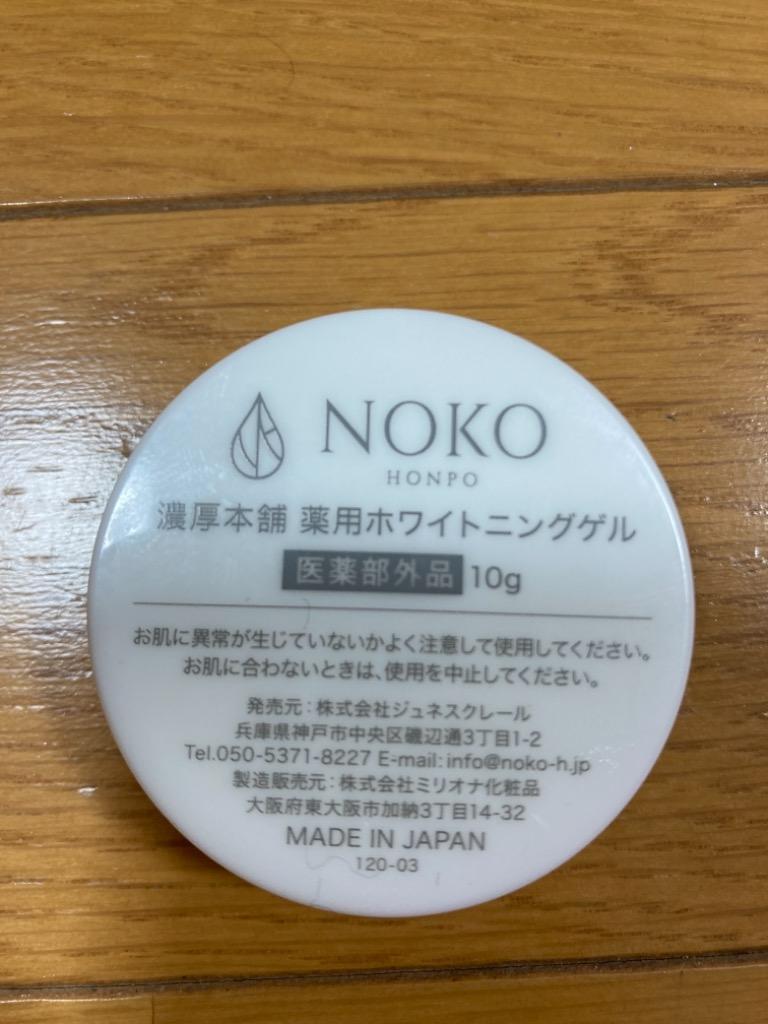 NOKO
HONPO
濃厚本舗 薬用ホワイトニングゲル
医薬部外品 10g
お肌に異常が生じていないかよく注意して使用してください。
お肌に合わないときは、使用を中止してください。
発売元：株式会社ジュネスクレール
兵庫県神戸市中央区磯辺通3丁目1-2
Tel.050-5371-8227 E-mail：info@noko-h.jp
製造販売元：株式会社ミリオナ化粧品
大阪府東大阪市加納3丁目14-32
MADE IN JAPAN
120-03